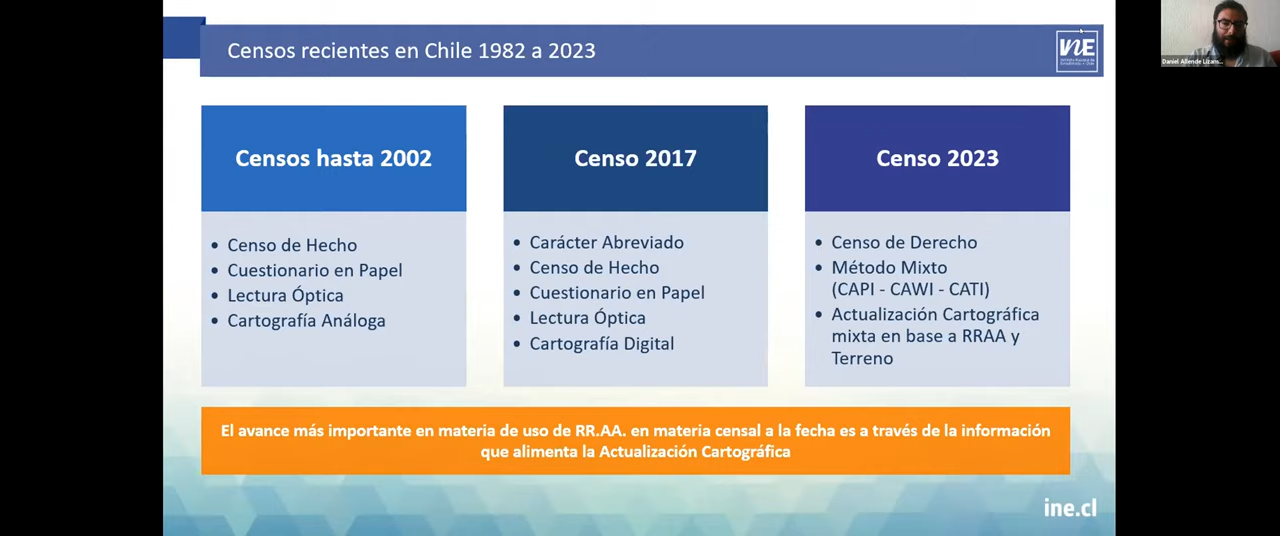 Censos recientes en Chile 1982 a 2023
INE
Daniel Allende Lizans...
Censos hasta 2002
• Censo de Hecho
• Cuestionario en Papel
• Lectura Óptica
• Cartografía Análoga
Censo 2017
• Carácter Abreviado
• Censo de Hecho
• Cuestionario en Papel
• Lectura Óptica
• Cartografía Digital
Censo 2023
• Censo de Derecho
• Método Mixto
(CAPI - CAWI - CATI)
• Actualización Cartográfica
mixta en base a RRAA y
Terreno
El avance más importante en materia de uso de RR.AA. en materia censal a la fecha es a través de la información
que alimenta la Actualización Cartográfica
ine.cl